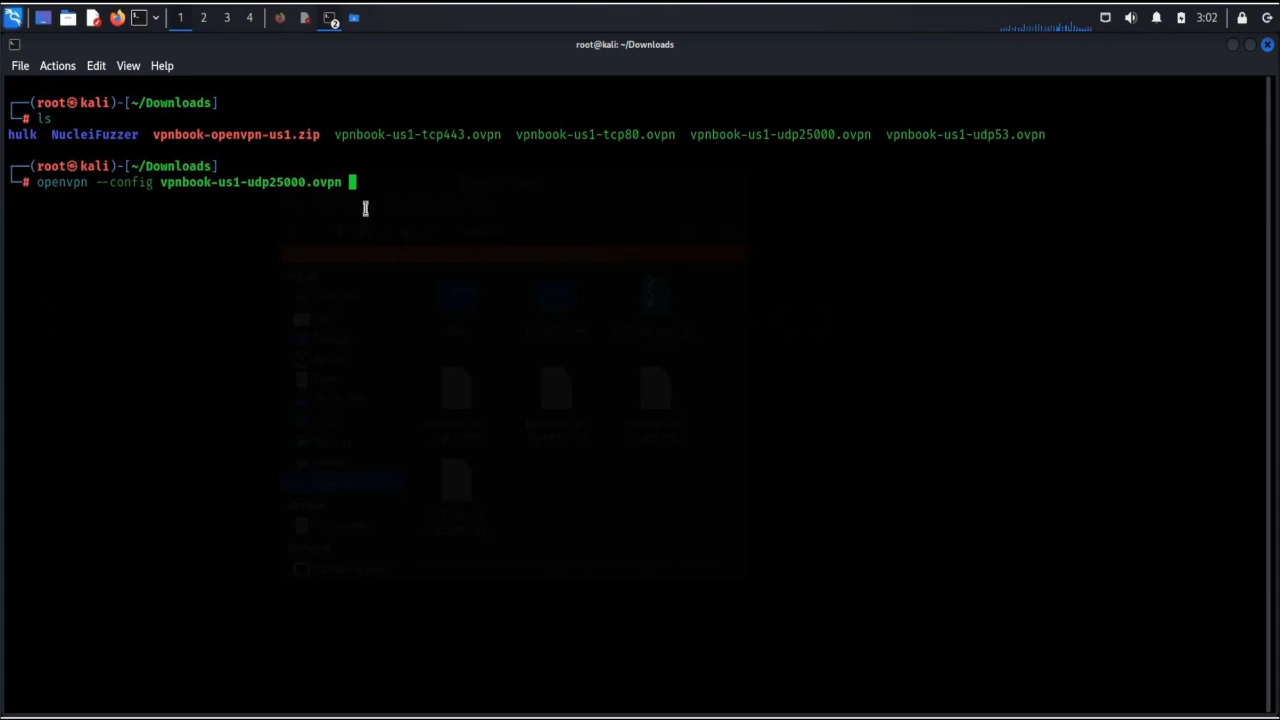 1 2 3 4 2 3:02
root@kali: ~/Downloads
File Actions Edit View Help
┌──(root㉿kali)-[~/Downloads]
└─# ls
hulk NucleiFuzzer vpnbook-openvpn-us1.zip vpnbook-us1-tcp443.ovpn vpnbook-us1-tcp80.ovpn vpnbook-us1-udp25000.ovpn vpnbook-us1-udp53.ovpn
┌──(root㉿kali)-[~/Downloads]
└─# openvpn --config vpnbook-us1-udp25000.ovpn